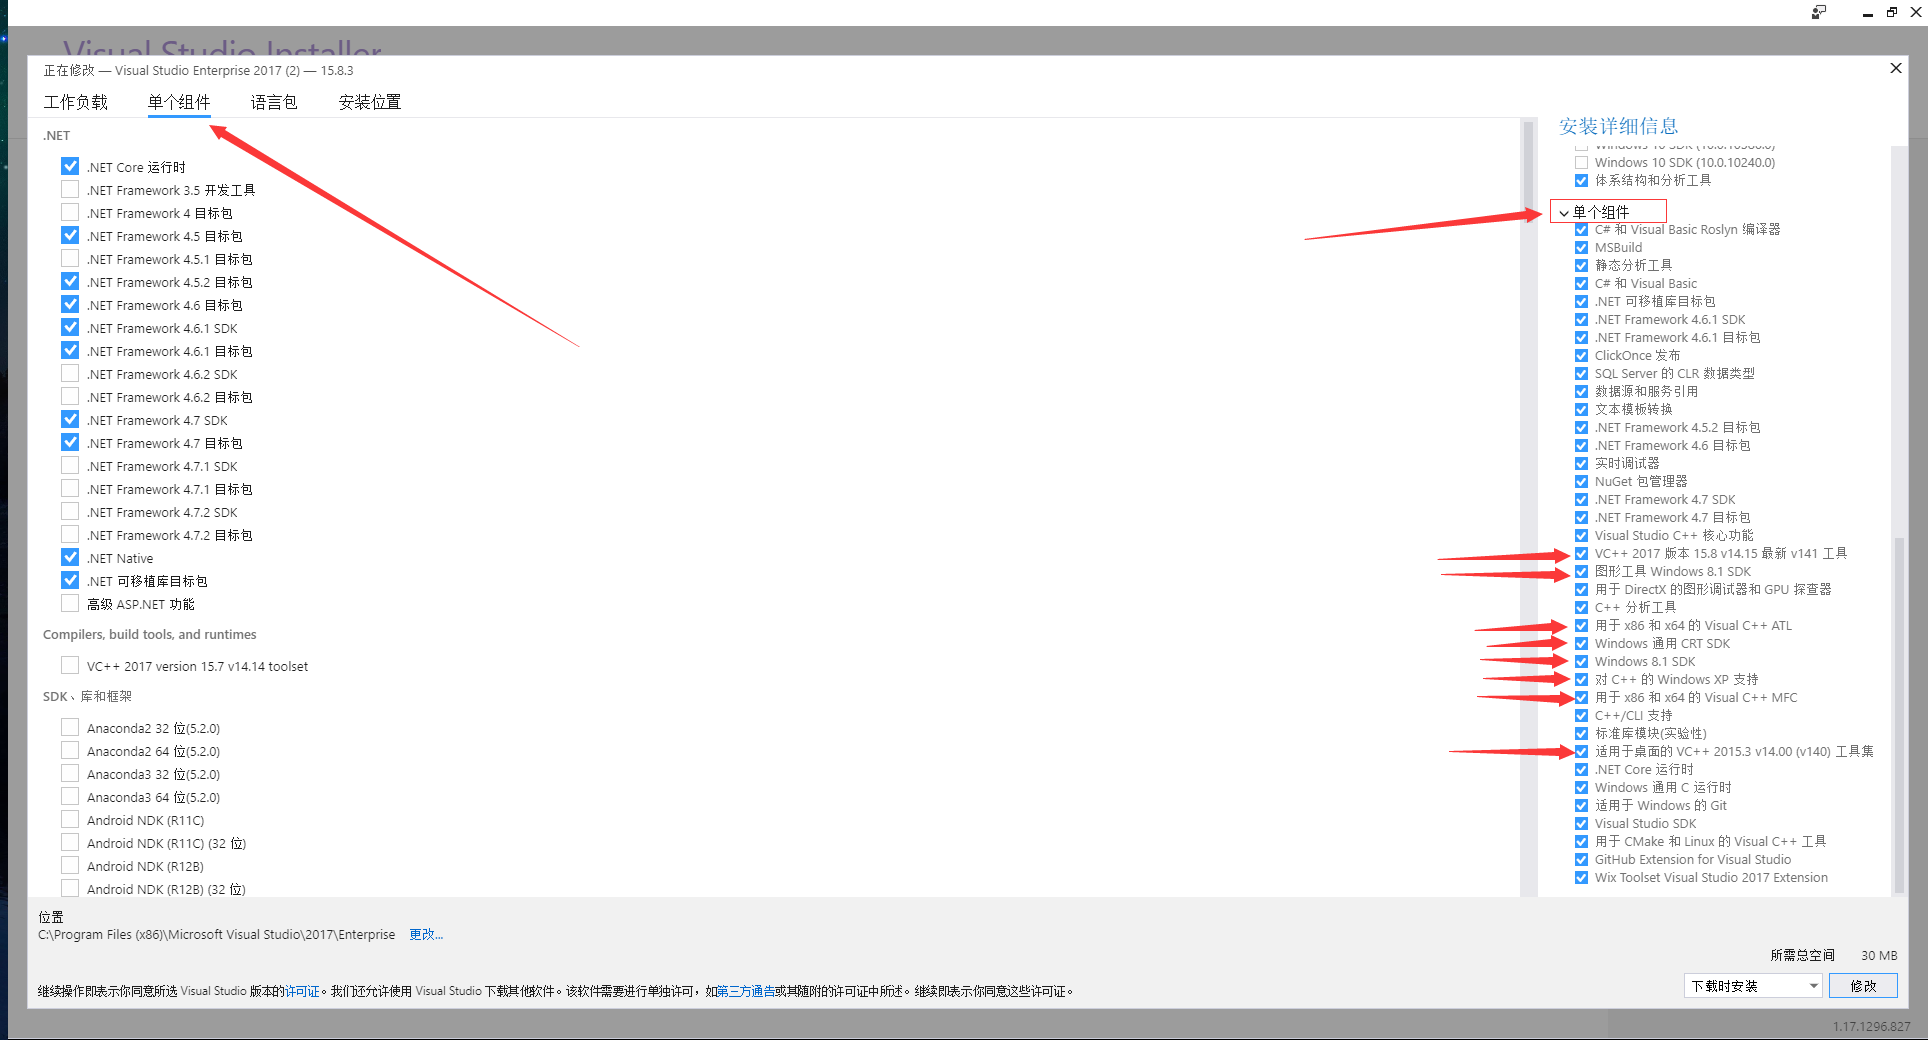 Visual Studio Installer
正在修改 — Visual Studio Enterprise 2017 (2) — 15.8.3
工作负载 单个组件 语言包 安装位置
.NET
.NET Core 运行时
.NET Framework 3.5 开发工具
.NET Framework 4 目标包
.NET Framework 4.5 目标包
.NET Framework 4.5.1 目标包
.NET Framework 4.5.2 目标包
.NET Framework 4.6 目标包
.NET Framework 4.6.1 SDK
.NET Framework 4.6.1 目标包
.NET Framework 4.6.2 SDK
.NET Framework 4.6.2 目标包
.NET Framework 4.7 SDK
.NET Framework 4.7 目标包
.NET Framework 4.7.1 SDK
.NET Framework 4.7.1 目标包
.NET Framework 4.7.2 SDK
.NET Framework 4.7.2 目标包
.NET Native
.NET 可移植库目标包
高级 ASP.NET 功能
Compilers, build tools, and runtimes
VC++ 2017 version 15.7 v14.14 toolset
SDK、库和框架
Anaconda2 32 位(5.2.0)
Anaconda2 64 位(5.2.0)
Anaconda3 32 位(5.2.0)
Anaconda3 64 位(5.2.0)
Android NDK (R11C)
Android NDK (R11C) (32 位)
Android NDK (R12B)
Android NDK (R12B) (32 位)
安装详细信息
Windows 10 SDK (10.0.10586.0)
Windows 10 SDK (10.0.10240.0)
体系结构和分析工具
单个组件
C# 和 Visual Basic Roslyn 编译器
MSBuild
静态分析工具
C# 和 Visual Basic
.NET 可移植库目标包
.NET Framework 4.6.1 SDK
.NET Framework 4.6.1 目标包
ClickOnce 发布
SQL Server 的 CLR 数据类型
数据源和服务引用
文本模板转换
.NET Framework 4.5.2 目标包
.NET Framework 4.6 目标包
实时调试器
NuGet 包管理器
.NET Framework 4.7 SDK
.NET Framework 4.7 目标包
Visual Studio C++ 核心功能
VC++ 2017 版本 15.8 v14.15 最新 v141 工具
图形工具 Windows 8.1 SDK
用于 DirectX 的图形调试器和 GPU 探查器
C++ 分析工具
用于 x86 和 x64 的 Visual C++ ATL
Windows 通用 CRT SDK
Windows 8.1 SDK
对 C++ 的 Windows XP 支持
用于 x86 和 x64 的 Visual C++ MFC
C++/CLI 支持
标准库模块(实验性)
适用于桌面的 VC++ 2015.3 v14.00 (v140) 工具集
.NET Core 运行时
Windows 通用 C 运行时
适用于 Windows 的 Git
Visual Studio SDK
用于 CMake 和 Linux 的 Visual C++ 工具
GitHub Extension for Visual Studio
Wix Toolset Visual Studio 2017 Extension
位置
C:\Program Files (x86)\Microsoft Visual Studio\2017\Enterprise 更改...
所需总空间 30 MB
继续操作即表示你同意所选 Visual Studio 版本的许可证。我们还允许使用 Visual Studio 下载其他软件。该软件需要进行单独许可，如第三方通告或其随附的许可证中所述。继续即表示你同意这些许可证。
下载时安装 修改
1.17.1296.827